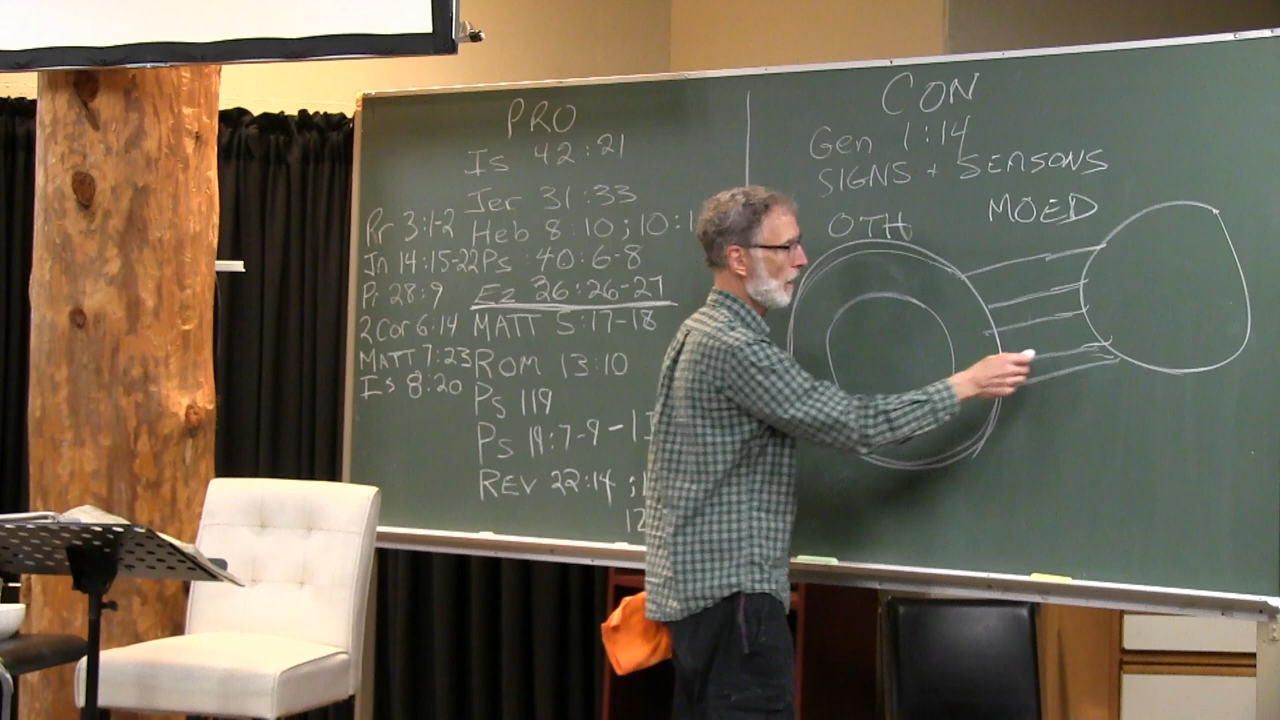 PRO
Is 42:21
Jer 31:33
Heb 8:10; 10:1
Ps 40:6-8
Ez 36:26-27
MATT 5:17-18
ROM 13:10
Ps 119
Ps 19:7-9-11
REV 22:14;
12
Pr 3:1-2
Jn 14:15-22
Pr 28:9
2Cor 6:14
MATT 7:23
Is 8:20
CON
Gen 1:14
SIGNS + SEASONS
OTH MOED